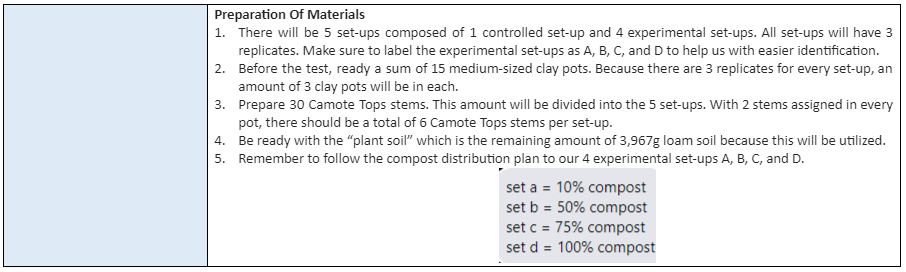 Preparation Of Materials
1. There will be 5 set-ups composed of 1 controlled set-up and 4 experimental set-ups. All set-ups will have 3
replicates. Make sure to label the experimental set-ups as A, B, C, and D to help us with easier identification.
2. Before the test, ready a sum of 15 medium-sized clay pots. Because there are 3 replicates for every set-up, an
amount of 3 clay pots will be in each.
3. Prepare 30 Camote Tops stems. This amount will be divided into the 5 set-ups. With 2 stems assigned in every
pot, there should be a total of 6 Camote Tops stems per set-up.
4. Be ready with the “plant soil” which is the remaining amount of 3,967g loam soil because this will be utilized.
5. Remember to follow the compost distribution plan to our 4 experimental set-ups A, B, C, and D.
set a = 10% compost
set b = 50% compost
set c = 75% compost
set d = 100% compost